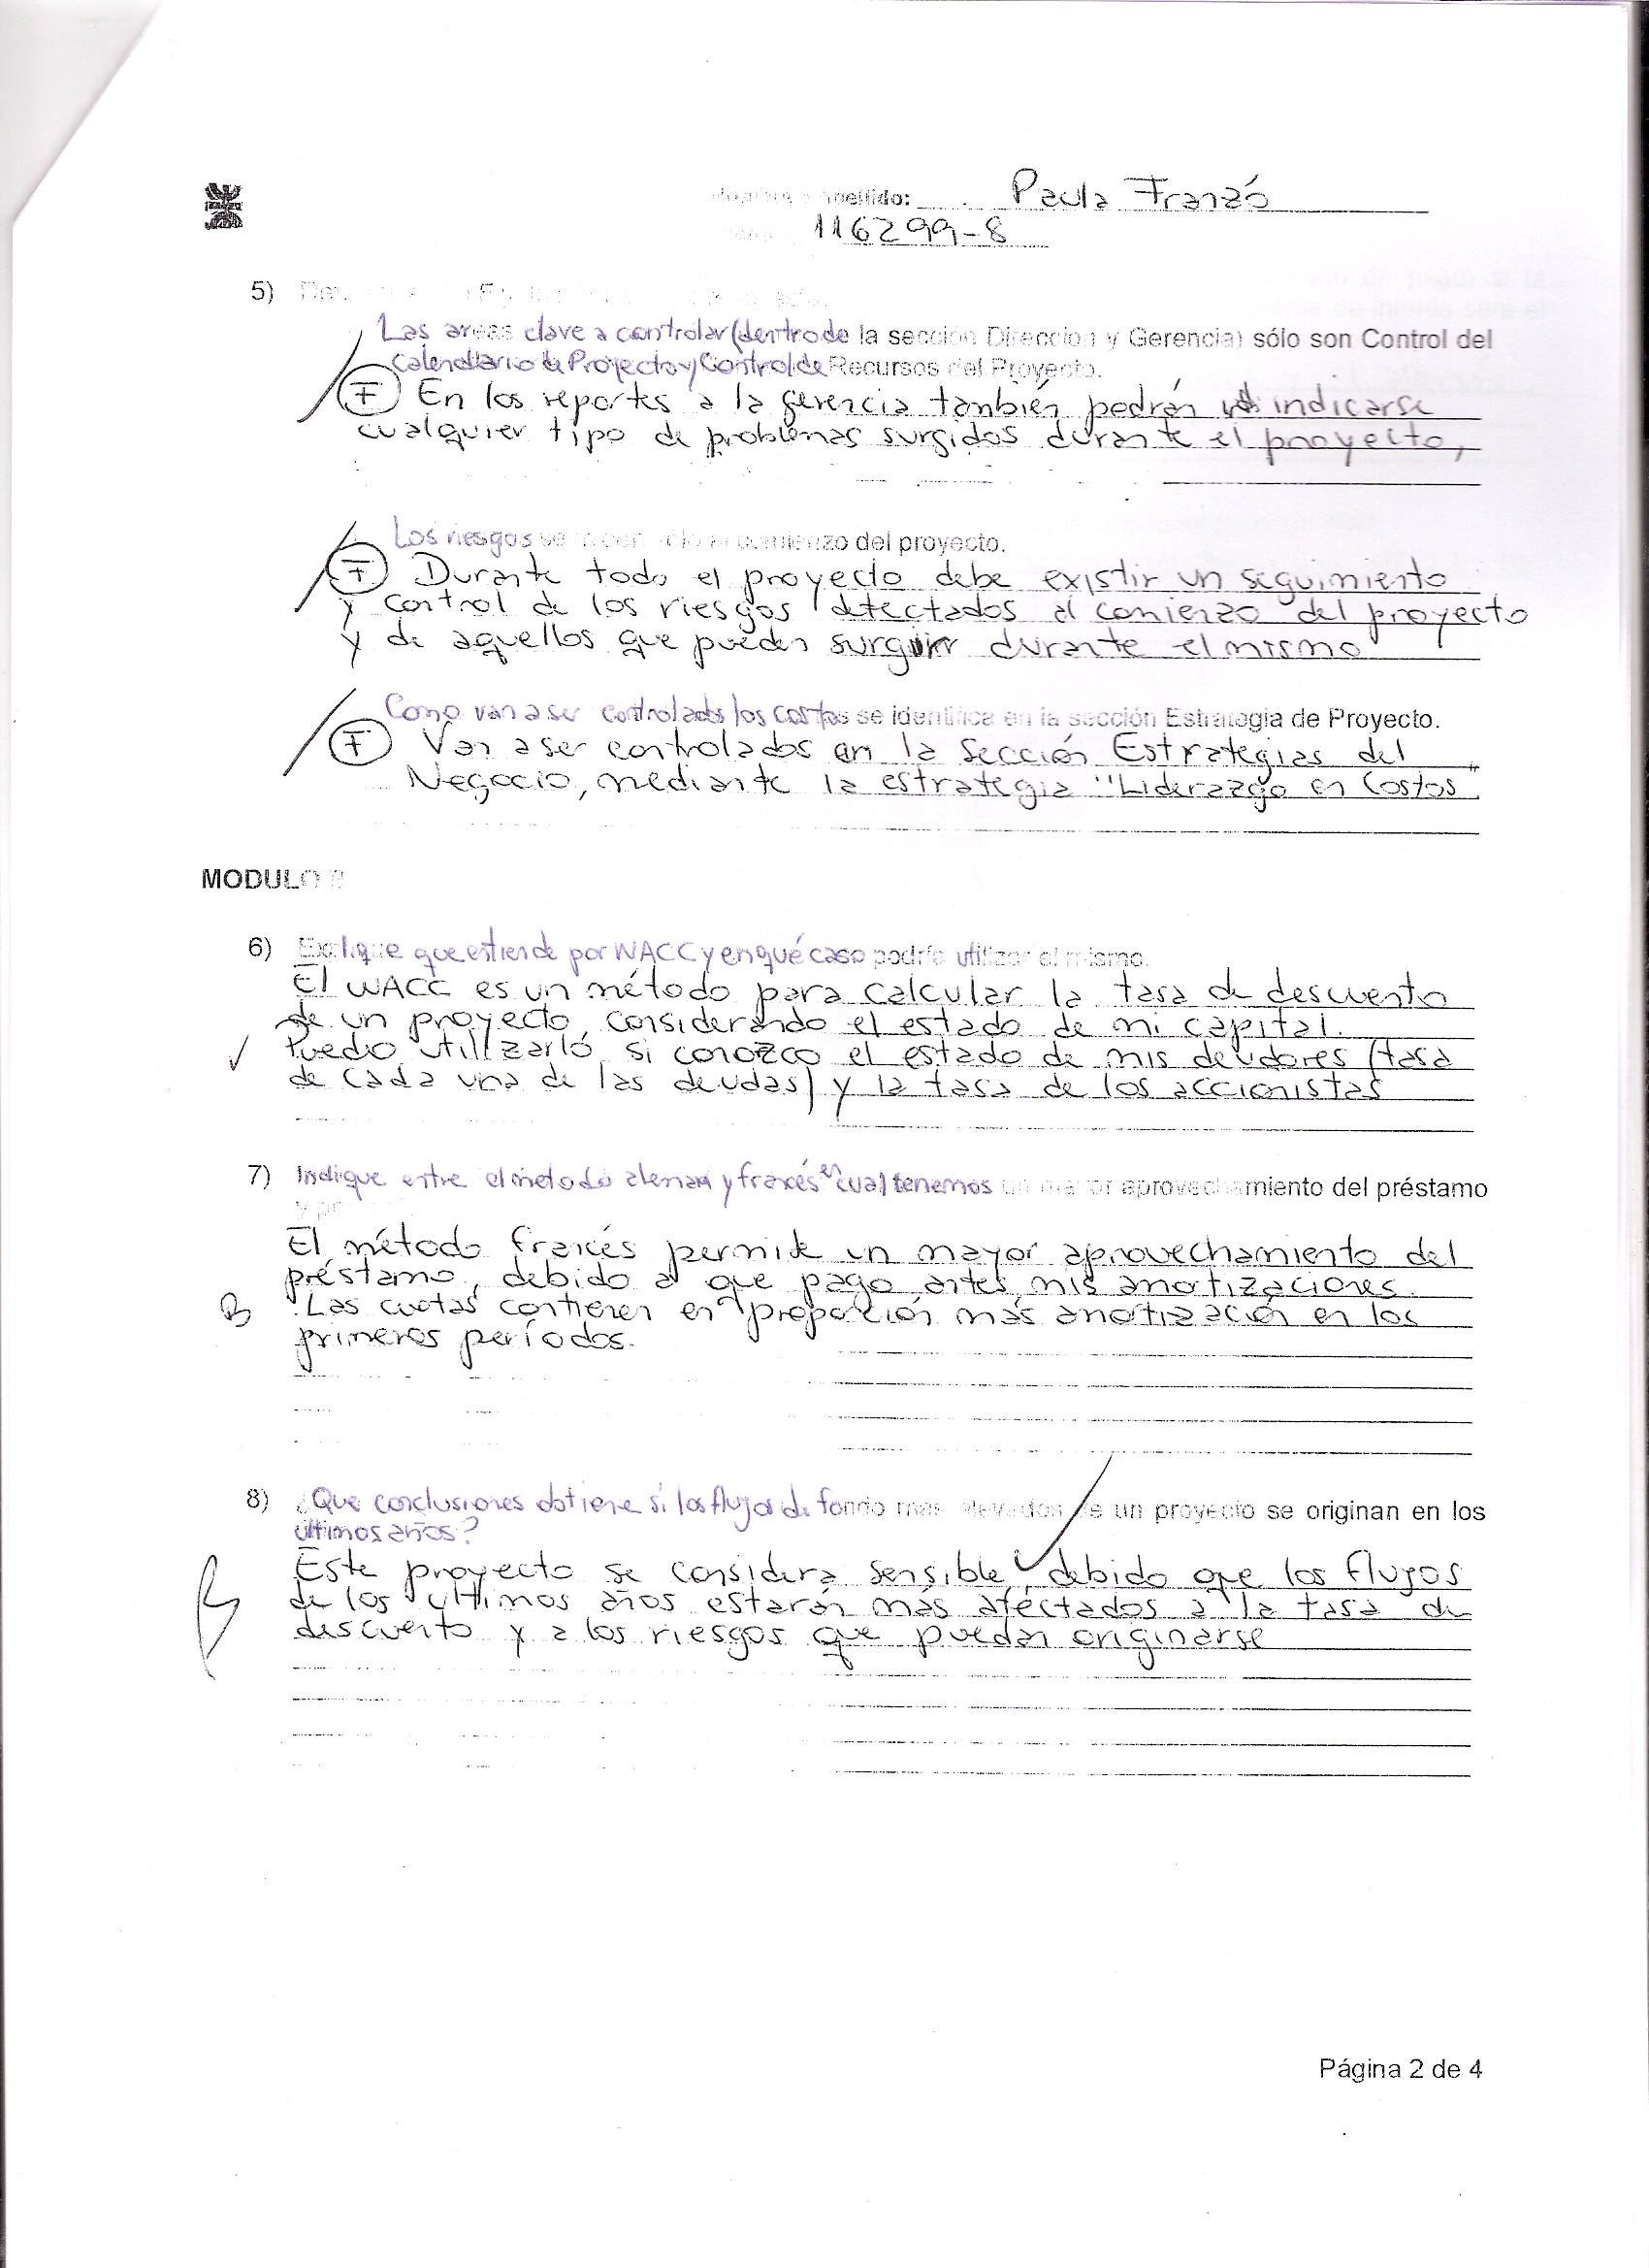 Apellido: Paula Franzó
116299-8
5)
Las areas clave a controlar (dentro de la sección Direccion y Gerencia) sólo son Control del
Calendario de Proyecto y Control de Recursos del Proyecto.
F En los reportes a la gerencia también podrán indicarse
cualquier tipo de problemas surgidos durante el proyecto,
Los riesgos se comienzo del proyecto.
F Durante todo el proyecto debe existir un seguimiento
y control de los riesgos detectados al comienzo del proyecto
y de aquellos que pueden surgir durante el mismo
Como van a ser controlados los costos se identifica en la sección Estrategia de Proyecto.
F Van a ser controlados en la Sección Estrategias del
Negocio, mediante la estrategia "Liderazgo en Costos"
MODULO
6) Explique que entiende por WACC y en qué caso podría utilizar el mismo.
El WACC es un método para calcular la tasa de descuento
de un proyecto, considerando el estado de mi capital.
Puedo utilizarlo si conozco el estado de mis deudores (tasa
de cada una de las deudas) y la tasa de los accionistas
7) Indique entre el metodo aleman y francés en cual tenemos un mayor aprovechamiento del préstamo
y
El método francés permite un mayor aprovechamiento del
préstamo, debido a que pago antes mis amotizaciones.
Las cuotas contienen en proporción más amotización en los
primeros períodos.
B
8) ¿Que conclusiones obtiene si los flujos de fondo mas elevados de un proyecto se originan en los
últimos años?
Este proyecto se considera sensible, debido que los flujos
de los ultimos años estarán más afectados a la tasa de
descuento y a los riesgos que puedan originarse
B
Página 2 de 4